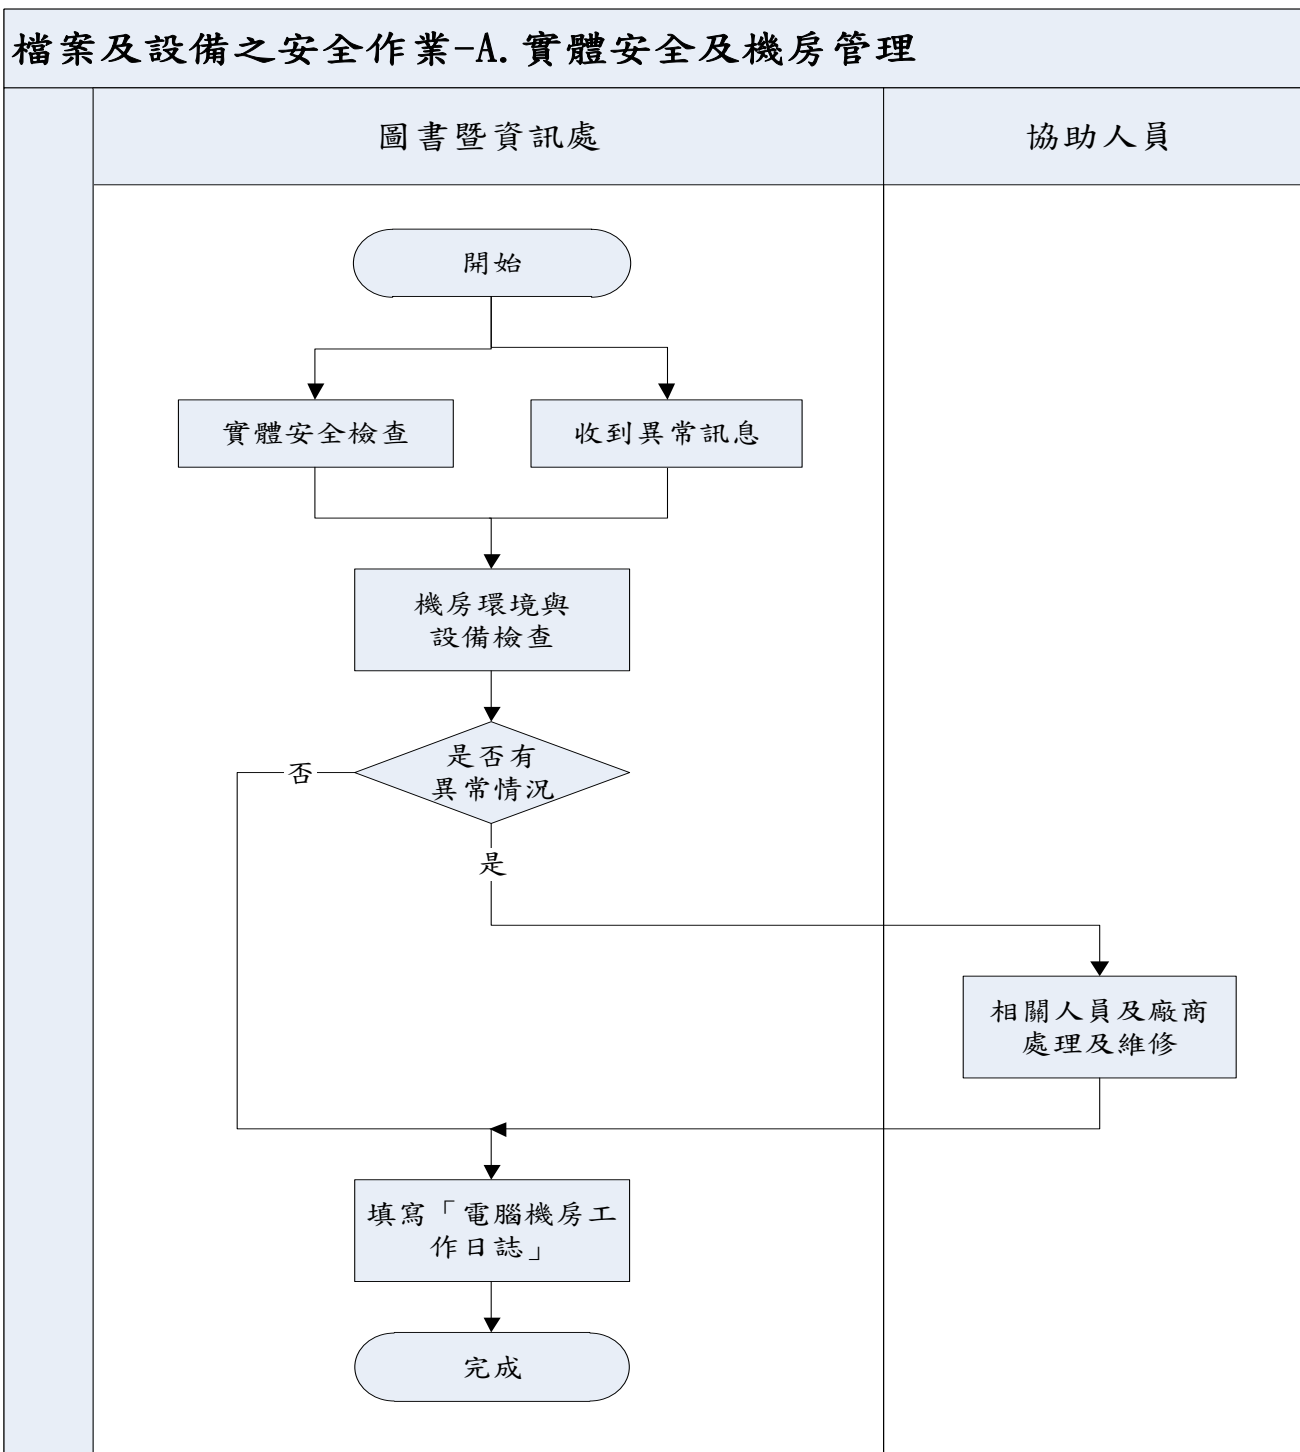 檔案及設備之安全作業-A.實體安全及機房管理
圖書暨資訊處
協助人員
開始
實體安全檢查
收到異常訊息
機房環境與
設備檢查
是否有
異常情況
否
是
相關人員及廠商
處理及維修
填寫「電腦機房工
作日誌」
完成